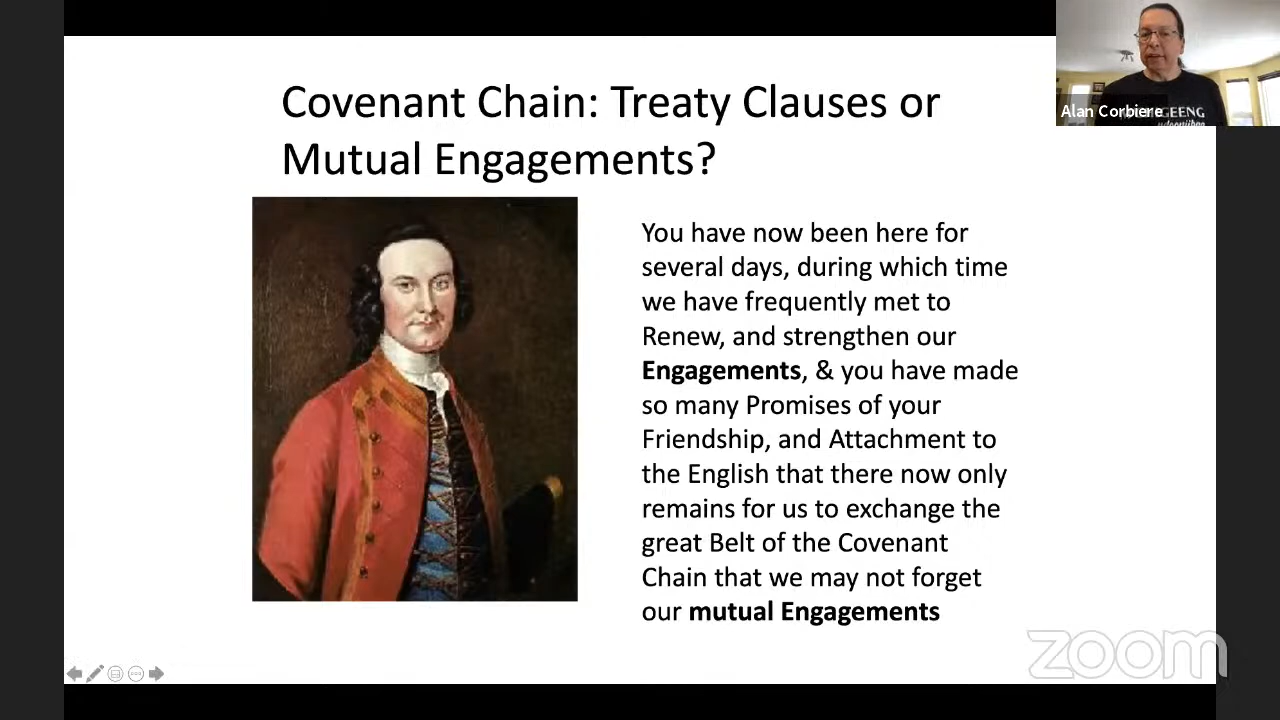 Covenant Chain: Treaty Clauses or
Mutual Engagements?
You have now been here for
several days, during which time
we have frequently met to
Renew, and strengthen our
Engagements, & you have made
so many Promises of your
Friendship, and Attachment to
the English that there now only
remains for us to exchange the
great Belt of the Covenant
Chain that we may not forget
our mutual Engagements
Alan Corbiere
zoom